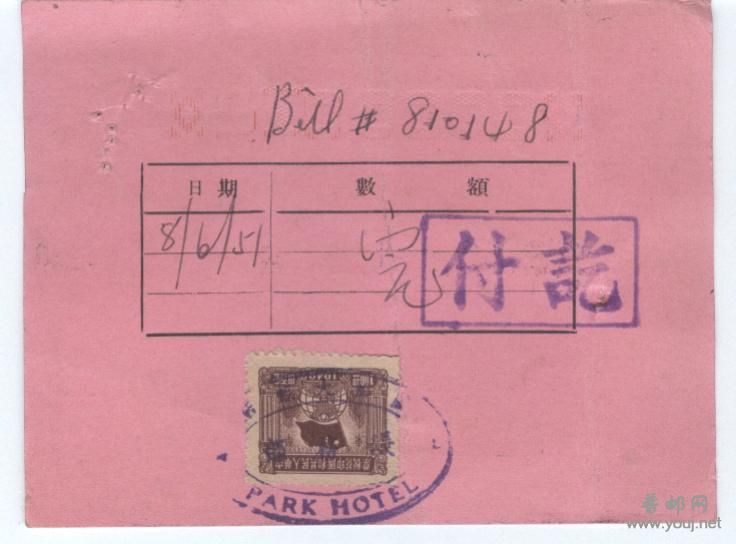 Bill # 810148
日期 數額
8/6/51 完
付訖
PARK HOTEL
普邮网
www.youj.net